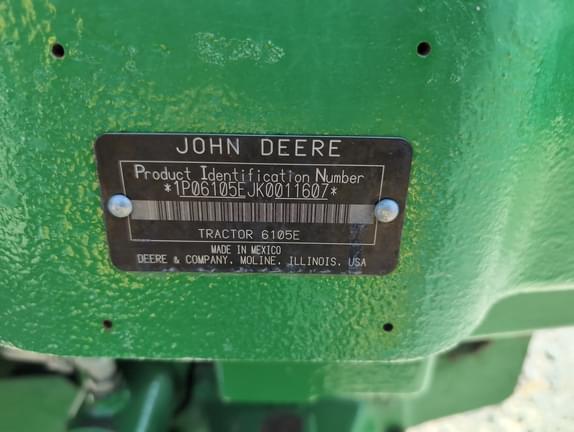 JOHN DEERE
Product Identification Number
*1P06105EJK0011607*
TRACTOR 6105E
MADE IN MEXICO
DEERE & COMPANY. MOLINE. ILLINOIS. USA